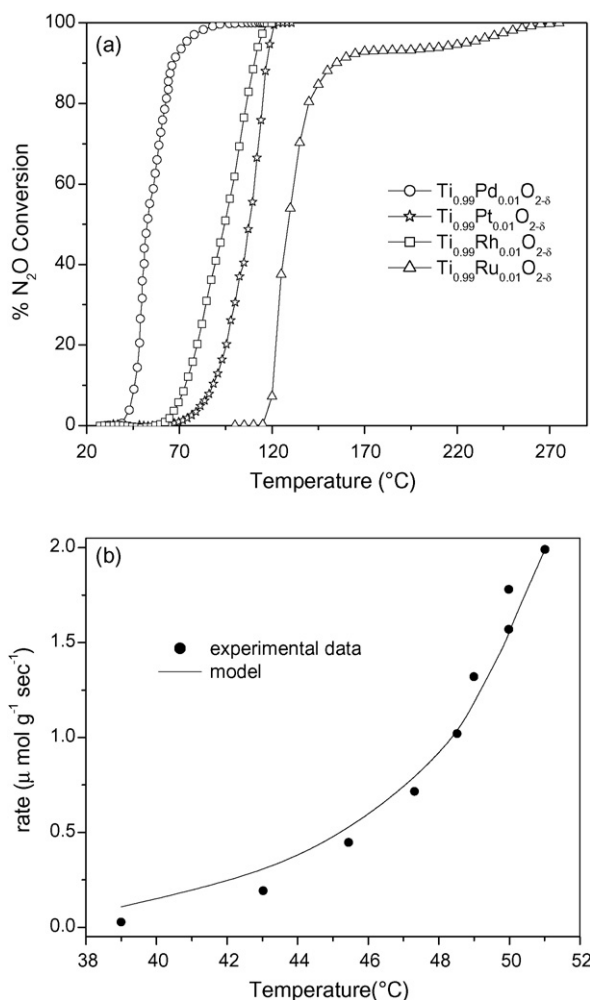 (a)
100
80
60
40
20
0
% N₂O Conversion
Ti₀.₉₉Pd₀.₀₁O₂₋δ
Ti₀.₉₉Pt₀.₀₁O₂₋δ
Ti₀.₉₉Rh₀.₀₁O₂₋δ
Ti₀.₉₉Ru₀.₀₁O₂₋δ
20 70 120 170 220 270
Temperature (°C)
(b)
2.0
1.5
1.0
0.5
0.0
rate (μ mol g⁻¹ sec⁻¹)
experimental data
model
38 40 42 44 46 48 50 52
Temperature(°C)